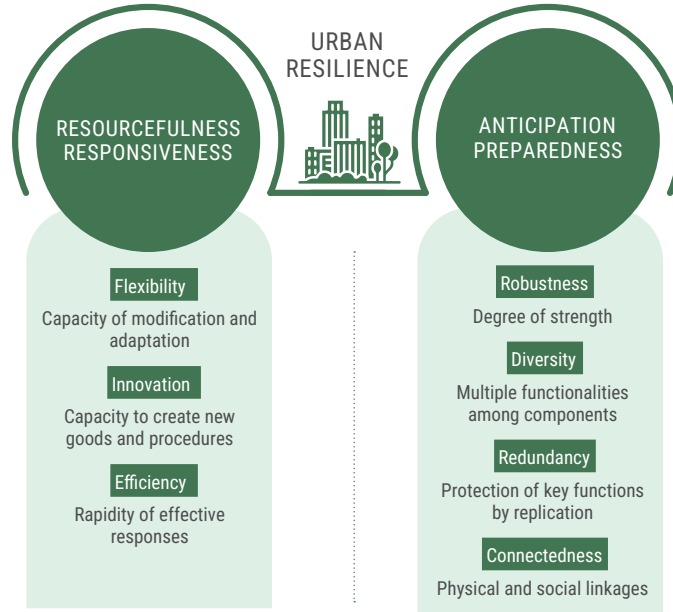 URBAN
RESILIENCE
RESOURCEFULNESS
RESPONSIVENESS
Flexibility
Capacity of modification and
adaptation
Innovation
Capacity to create new
goods and procedures
Efficiency
Rapidity of effective
responses
ANTICIPATION
PREPAREDNESS
Robustness
Degree of strength
Diversity
Multiple functionalities
among components
Redundancy
Protection of key functions
by replication
Connectedness
Physical and social linkages